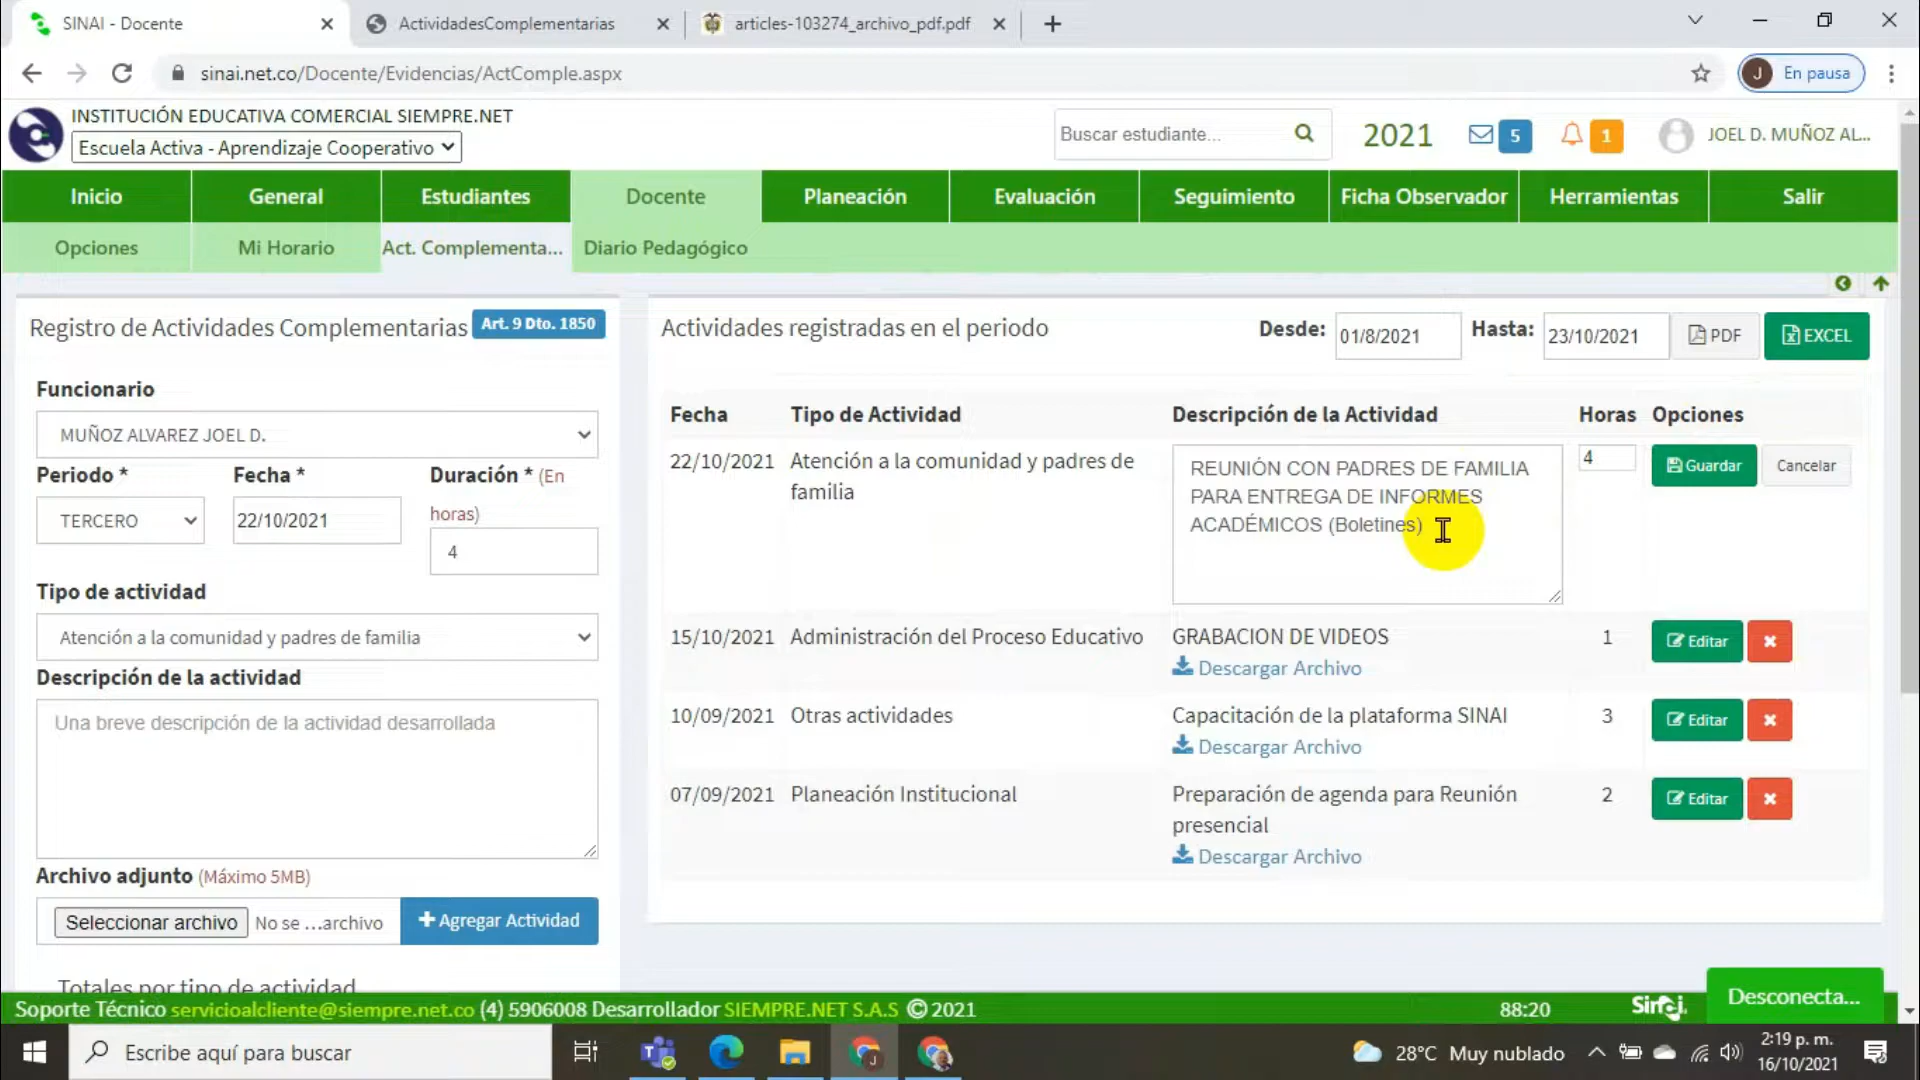 SINAI - Docente
ActividadesComplementarias
articles-103274_archivo_pdf.pdf
sinai.net.co/Docente/Evidencias/ActComple.aspx
J
En pausa
INSTITUCIÓN EDUCATIVA COMERCIAL SIEMPRE.NET
Escuela Activa - Aprendizaje Cooperativo
Buscar estudiante...
2021
5
1
JOEL D. MUÑOZ AL...
Inicio
General
Estudiantes
Docente
Planeación
Evaluación
Seguimiento
Ficha Observador
Herramientas
Salir
Opciones
Mi Horario
Act. Complementa...
Diario Pedagógico
Registro de Actividades Complementarias
Art. 9 Dto. 1850
Funcionario
MUÑOZ ALVAREZ JOEL D.
Periodo *
Fecha *
Duración * (En
horas)
TERCERO
22/10/2021
4
Tipo de actividad
Atención a la comunidad y padres de familia
Descripción de la actividad
Una breve descripción de la actividad desarrollada
Archivo adjunto (Máximo 5MB)
Seleccionar archivo
No se ...archivo
Agregar Actividad
Totales por tipo de actividad
Actividades registradas en el periodo
Desde:
01/8/2021
Hasta:
23/10/2021
PDF
EXCEL
Fecha
Tipo de Actividad
Descripción de la Actividad
Horas
Opciones
22/10/2021
Atención a la comunidad y padres de
familia
REUNIÓN CON PADRES DE FAMILIA
PARA ENTREGA DE INFORMES
ACADÉMICOS (Boletines)
4
Guardar
Cancelar
15/10/2021
Administración del Proceso Educativo
GRABACION DE VIDEOS
Descargar Archivo
1
Editar
10/09/2021
Otras actividades
Capacitación de la plataforma SINAI
Descargar Archivo
3
Editar
07/09/2021
Planeación Institucional
Preparación de agenda para Reunión
presencial
Descargar Archivo
2
Editar
Soporte Técnico servicioalcliente@siempre.net.co (4) 5906008 Desarrollador SIEMPRE.NET S.A.S © 2021
88:20
Sinai.
Desconecta...
Escribe aquí para buscar
28°C Muy nublado
2:19 p. m.
16/10/2021